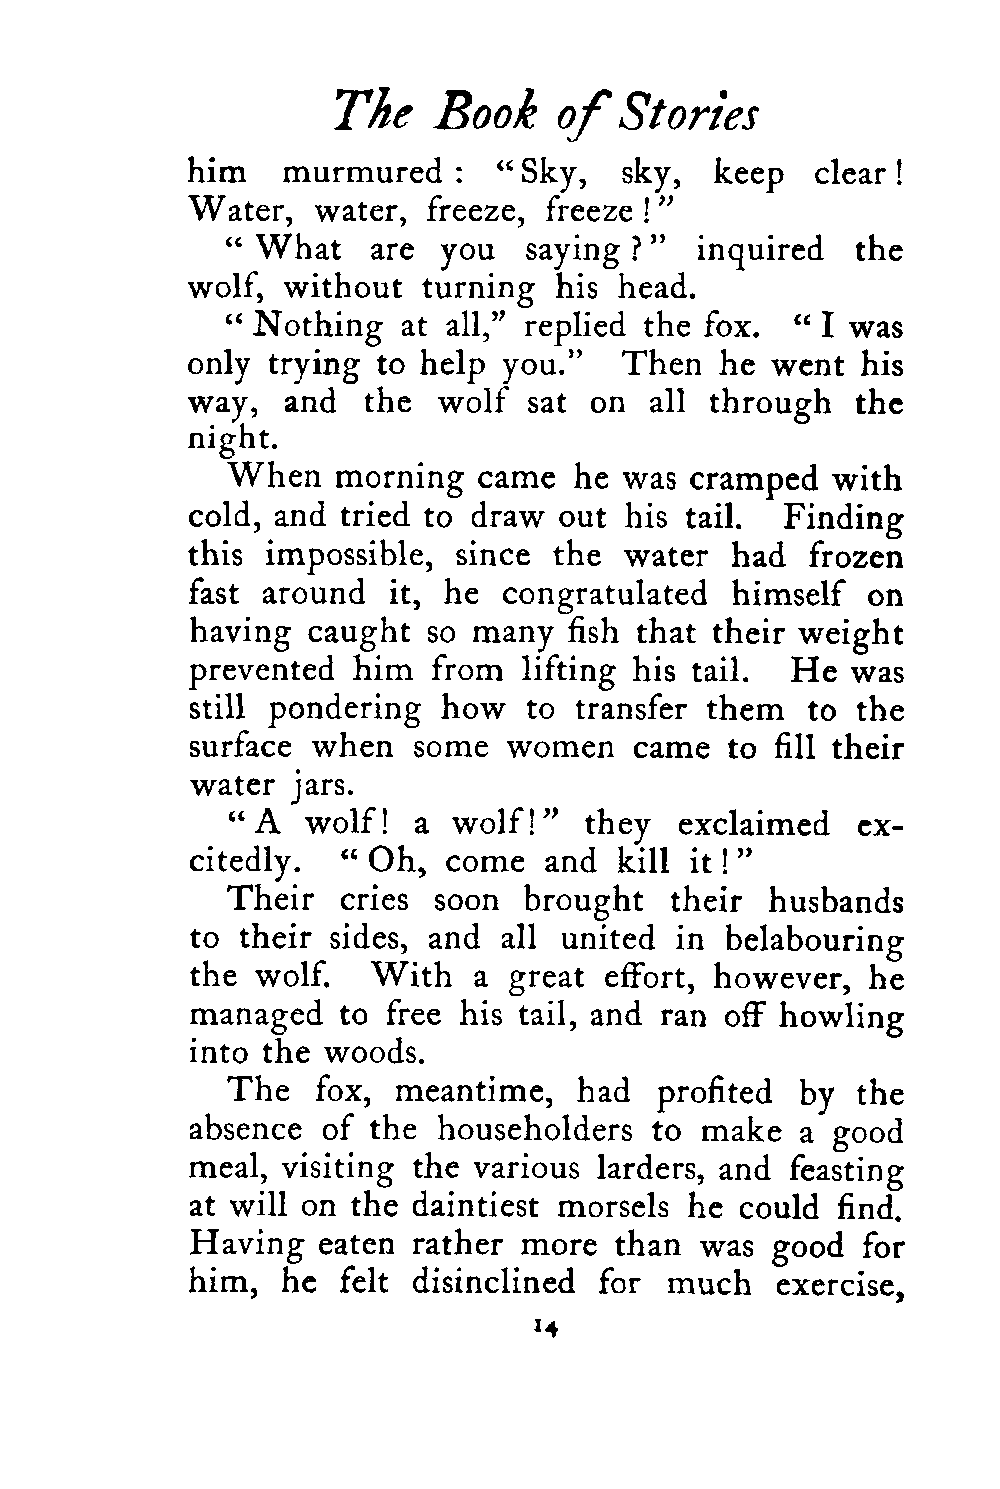 The Book of Stories
him murmured : “ Sky, sky, keep clear !
Water, water, freeze, freeze ! ”
“ What are you saying ? ” inquired the
wolf, without turning his head.
“ Nothing at all,” replied the fox. “ I was
only trying to help you.” Then he went his
way, and the wolf sat on all through the
night.
When morning came he was cramped with
cold, and tried to draw out his tail. Finding
this impossible, since the water had frozen
fast around it, he congratulated himself on
having caught so many fish that their weight
prevented him from lifting his tail. He was
still pondering how to transfer them to the
surface when some women came to fill their
water jars.
“ A wolf! a wolf! ” they exclaimed ex-
citedly. “ Oh, come and kill it ! ”
Their cries soon brought their husbands
to their sides, and all united in belabouring
the wolf. With a great effort, however, he
managed to free his tail, and ran off howling
into the woods.
The fox, meantime, had profited by the
absence of the householders to make a good
meal, visiting the various larders, and feasting
at will on the daintiest morsels he could find.
Having eaten rather more than was good for
him, he felt disinclined for much exercise,
14